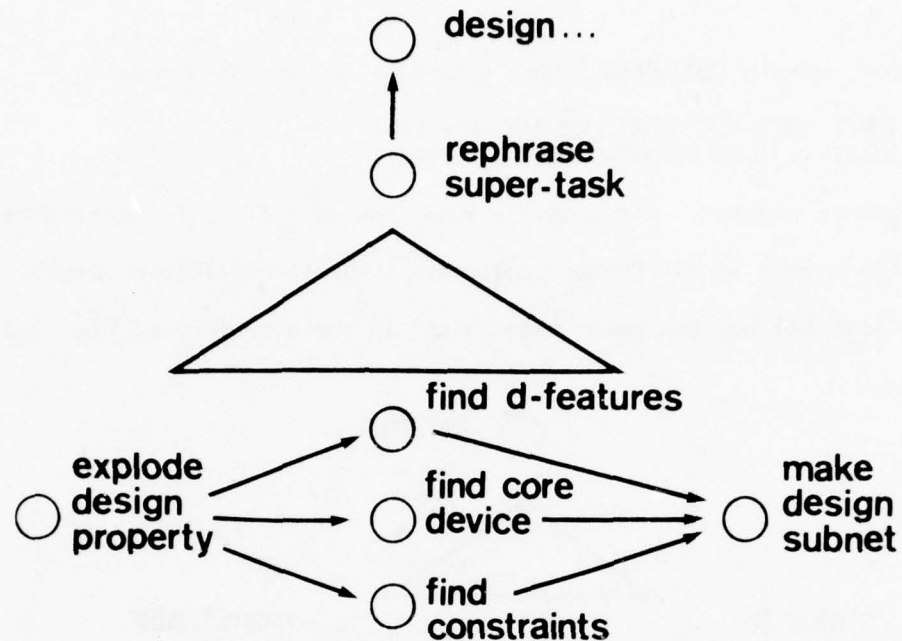 design...
rephrase
super-task
find d-features
explode
design
property
find core
device
make
design
subnet
find
constraints